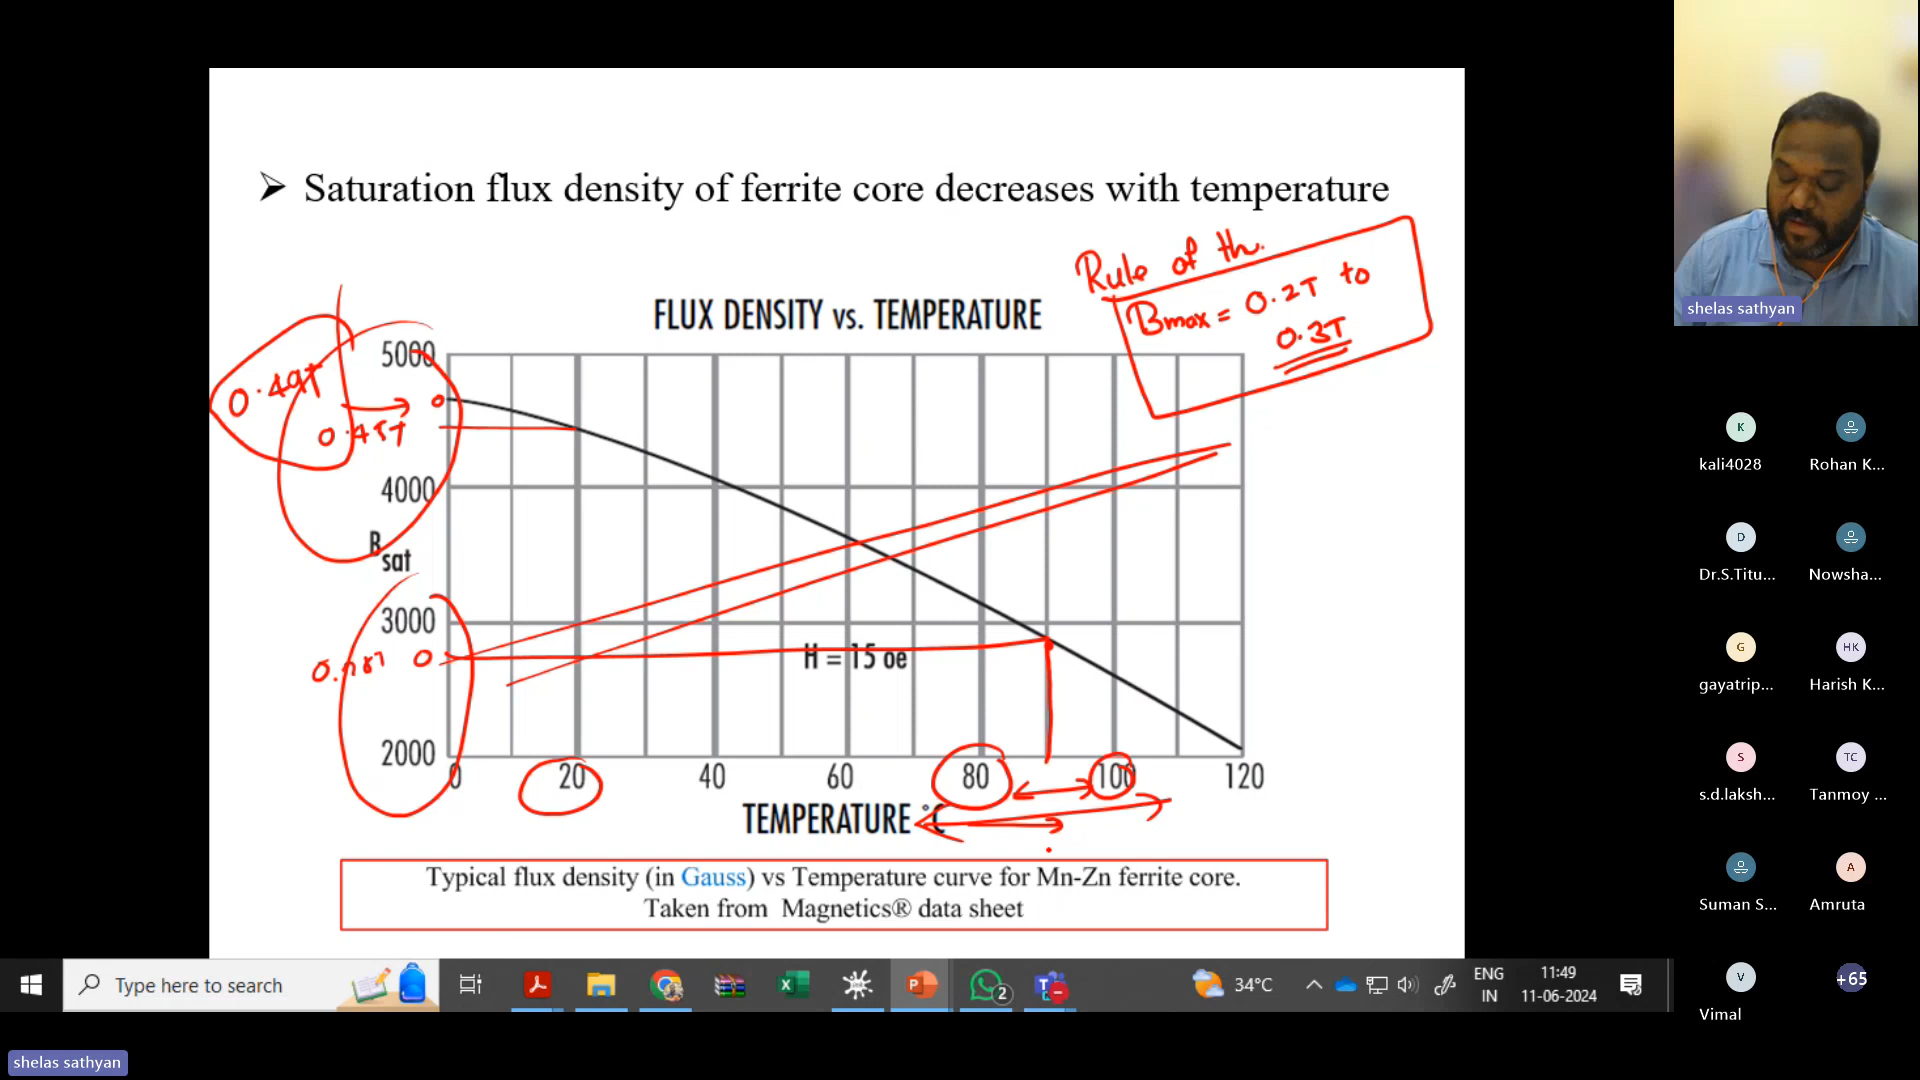 ➢ Saturation flux density of ferrite core decreases with temperature
Rule of th.
Bmax = 0.2T to
0.3T
FLUX DENSITY vs. TEMPERATURE
5000
0.49T
0.45T
4000
Bsat
3000
H = 15 oe
2000
0 20 40 60 80 100 120
TEMPERATURE °C
Typical flux density (in Gauss) vs Temperature curve for Mn-Zn ferrite core.
Taken from Magnetics® data sheet
shelas sathyan
K
kali4028
Rohan K...
D
Dr.S.Titu...
Nowsha...
G HK
gayatrip... Harish K...
S TC
s.d.laksh... Tanmoy ...
A
Suman S... Amruta
V +65
Vimal
Type here to search
2
34°C
ENG
IN
11:49
11-06-2024
shelas sathyan